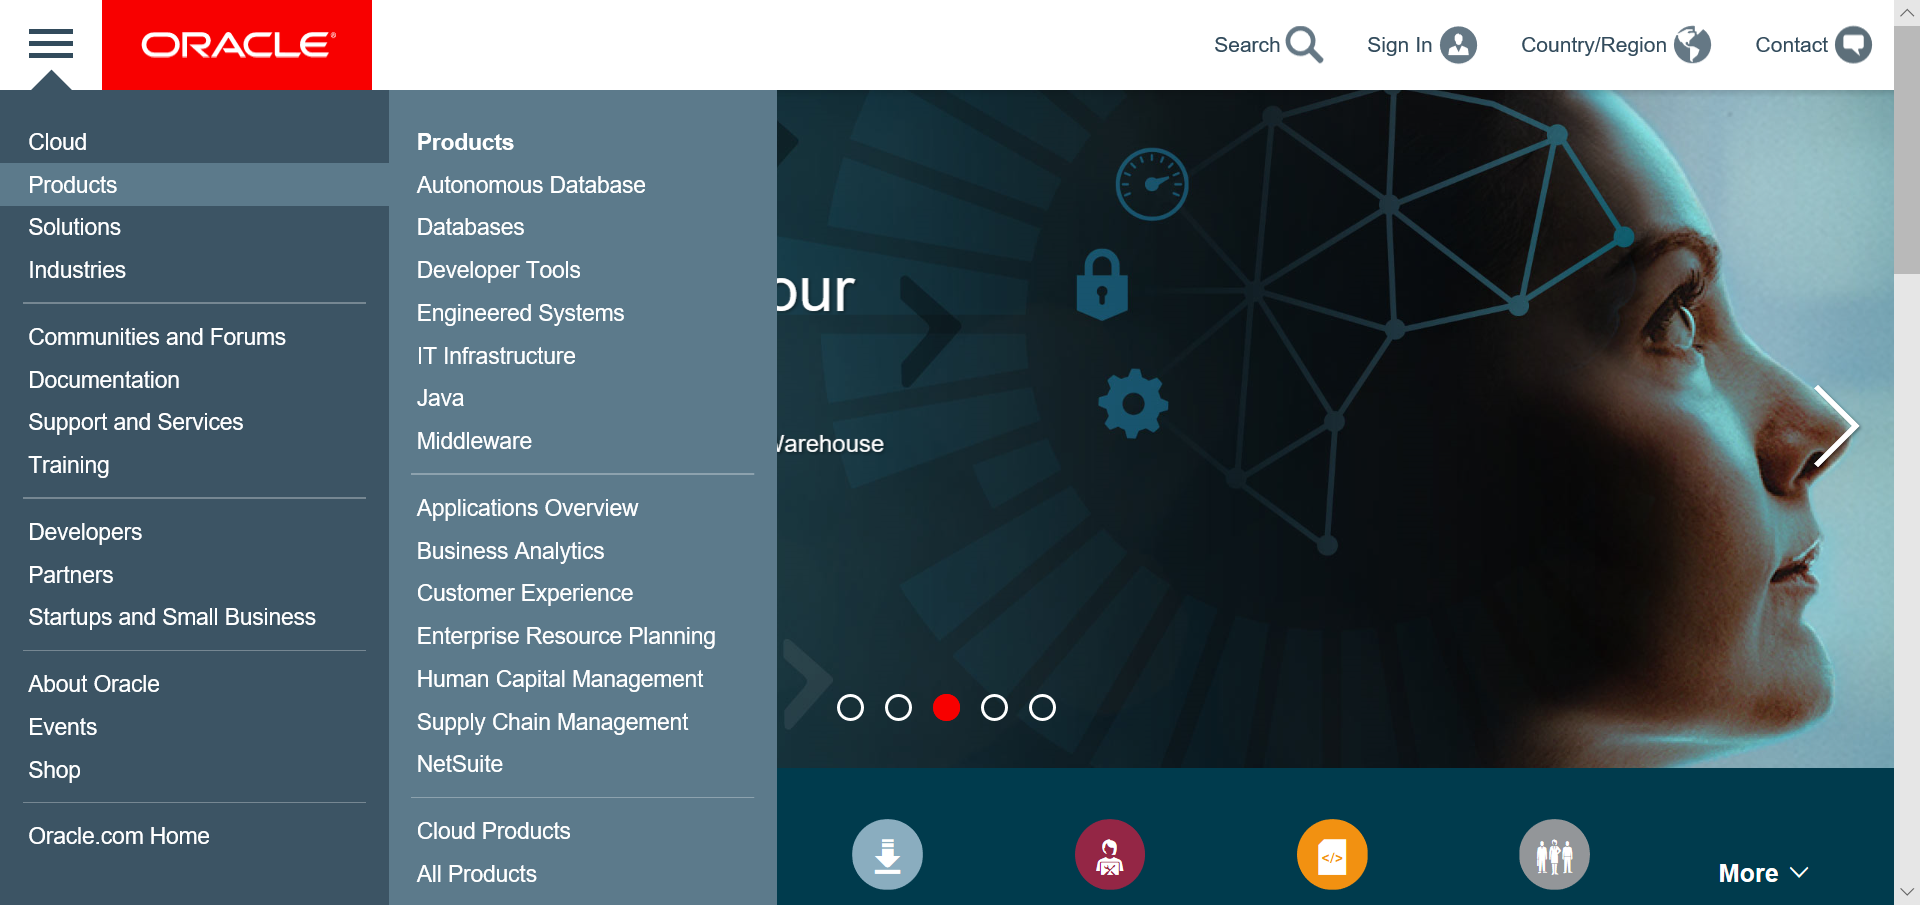 ORACLE
Search
Sign In
Country/Region
Contact
Cloud
Products
Solutions
Industries
Communities and Forums
Documentation
Support and Services
Training
Developers
Partners
Startups and Small Business
About Oracle
Events
Shop
Oracle.com Home
Products
Autonomous Database
Databases
Developer Tools
Engineered Systems
IT Infrastructure
Java
Middleware
Applications Overview
Business Analytics
Customer Experience
Enterprise Resource Planning
Human Capital Management
Supply Chain Management
NetSuite
Cloud Products
All Products
our
Warehouse
</>
More